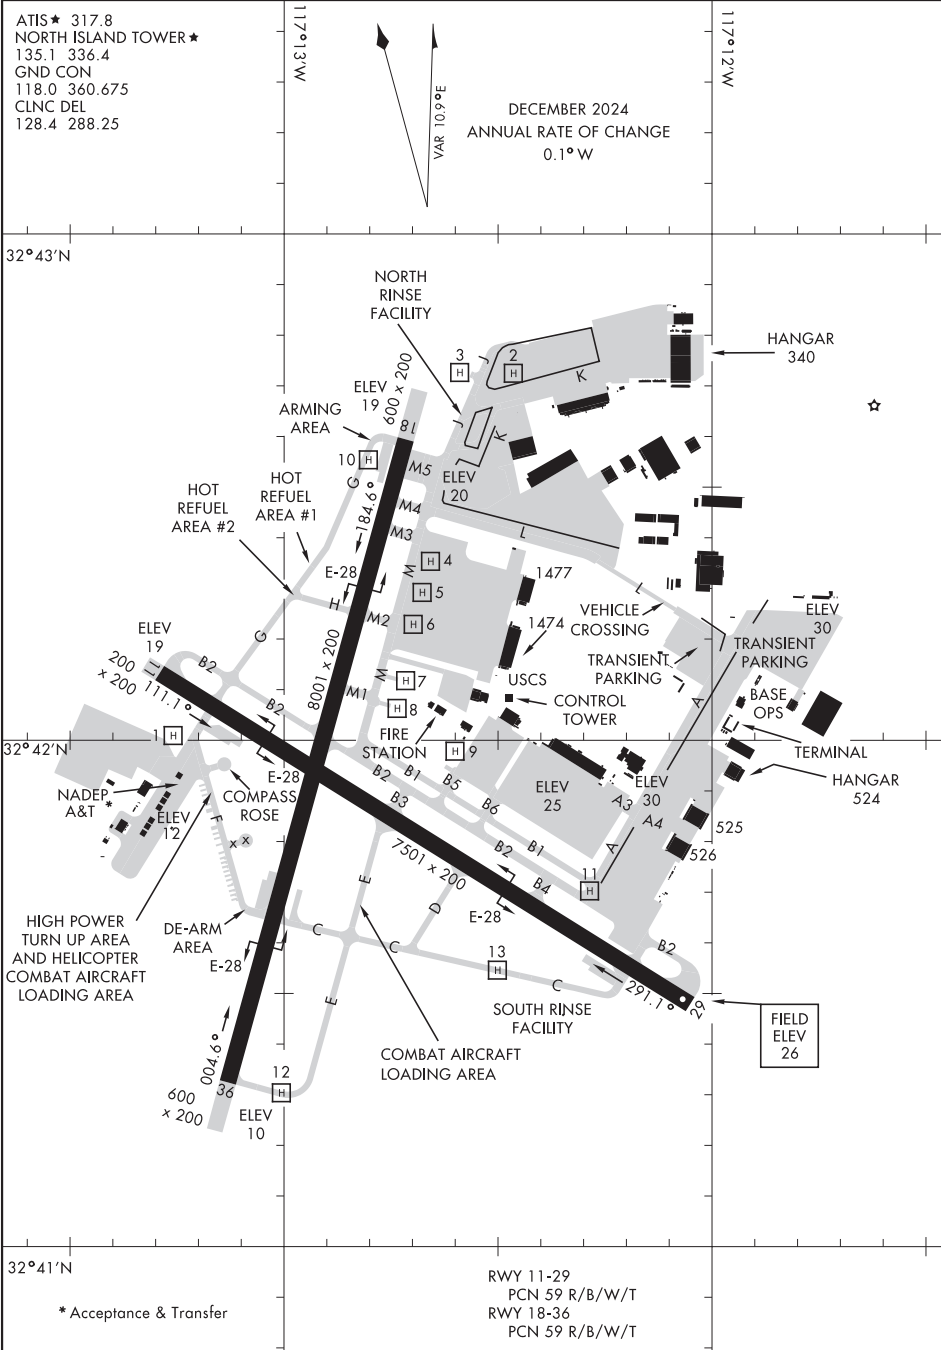 ATIS★ 317.8
NORTH ISLAND TOWER★
135.1 336.4
GND CON
118.0 360.675
CLNC DEL
128.4 288.25
117°13'W
VAR 10.9°E
DECEMBER 2024
ANNUAL RATE OF CHANGE
0.1° W
117°12'W
32°43'N
NORTH
RINSE
FACILITY
HANGAR
340
3
H
J
2
H
K
ELEV
19
600 x 200
18
ARMING
AREA
J
K
10
H
G
M5
ELEV
20
HOT
REFUEL
AREA #1
HOT
REFUEL
AREA #2
184.6°
M4
M3
L
M
H
4
H
5
H
6
E-28
H
M2
1477
L
VEHICLE
CROSSING
1474
ELEV
30
TRANSIENT
PARKING
TRANSIENT
PARKING
ELEV
19
200
x 200
11
111.1°
B2
G
8001 x 200
M
H
7
M1
H
8
USCS
CONTROL
TOWER
A
BASE
OPS
B2
1
H
FIRE
STATION
H
9
TERMINAL
32°42'N
HANGAR
524
E-28
NADEP
A&T
*
COMPASS
ROSE
B2
B1
B3
B5
B6
ELEV
25
ELEV
30
A3
A4
525
ELEV
12
F
x x
B2
B1
A
526
7501 x 200
E
D
B4
11
H
E-28
HIGH POWER
TURN UP AREA
AND HELICOPTER
COMBAT AIRCRAFT
LOADING AREA
DE-ARM
AREA
C
C
B2
E-28
13
H
C
291.1°
29
SOUTH RINSE
FACILITY
E
FIELD
ELEV
26
004.6°
COMBAT AIRCRAFT
LOADING AREA
12
H
36
600
x 200
ELEV
10
32°41'N
RWY 11-29
PCN 59 R/B/W/T
RWY 18-36
PCN 59 R/B/W/T
* Acceptance & Transfer